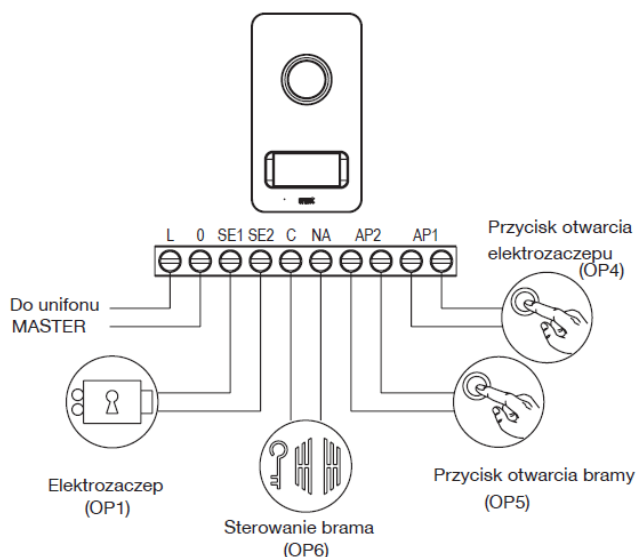 L 0 SE1 SE2 C NA AP2 AP1
Przycisk otwarcia
elektrozaczepu
(OP4)
Do unifonu
MASTER
Elektrozaczep
(OP1)
Sterowanie brama
(OP6)
Przycisk otwarcia bramy
(OP5)